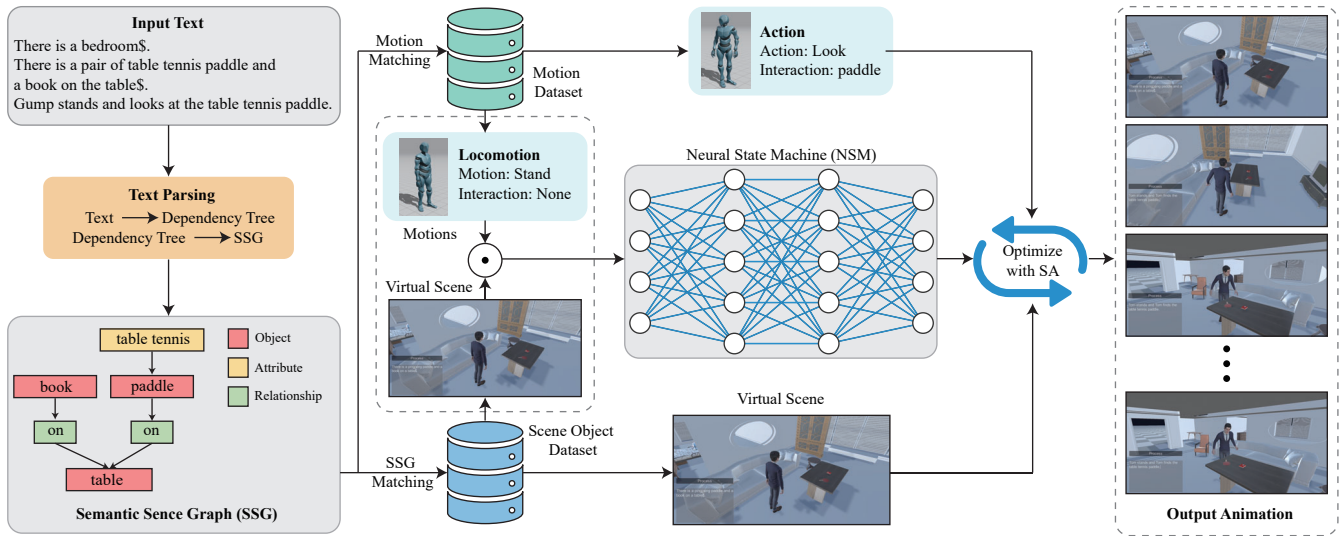 Input Text
There is a bedroom$.
There is a pair of table tennis paddle and
a book on the table$.
Gump stands and looks at the table tennis paddle.
Text Parsing
Text
Dependency Tree
Dependency Tree
SSG
table tennis
book
paddle
on
on
table
Object
Attribute
Relationship
Semantic Sence Graph (SSG)
Motion
Matching
Motion
Dataset
Action
Action: Look
Interaction: paddle
Locomotion
Motion: Stand
Interaction: None
Motions
Virtual Scene
Neural State Machine (NSM)
Optimize
with SA
SSG
Matching
Scene Object
Dataset
Virtual Scene
Output Animation